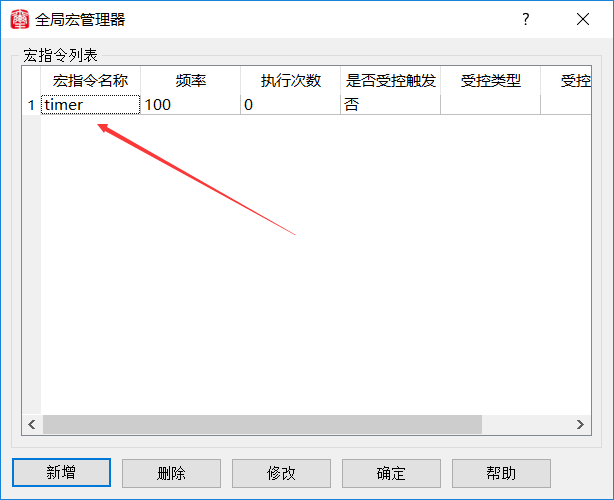 全局宏管理器 ?
宏指令列表
宏指令名称 频率 执行次数 是否受控触发 受控类型 受控
1 timer 100 0 否
新增 删除 修改 确定 帮助